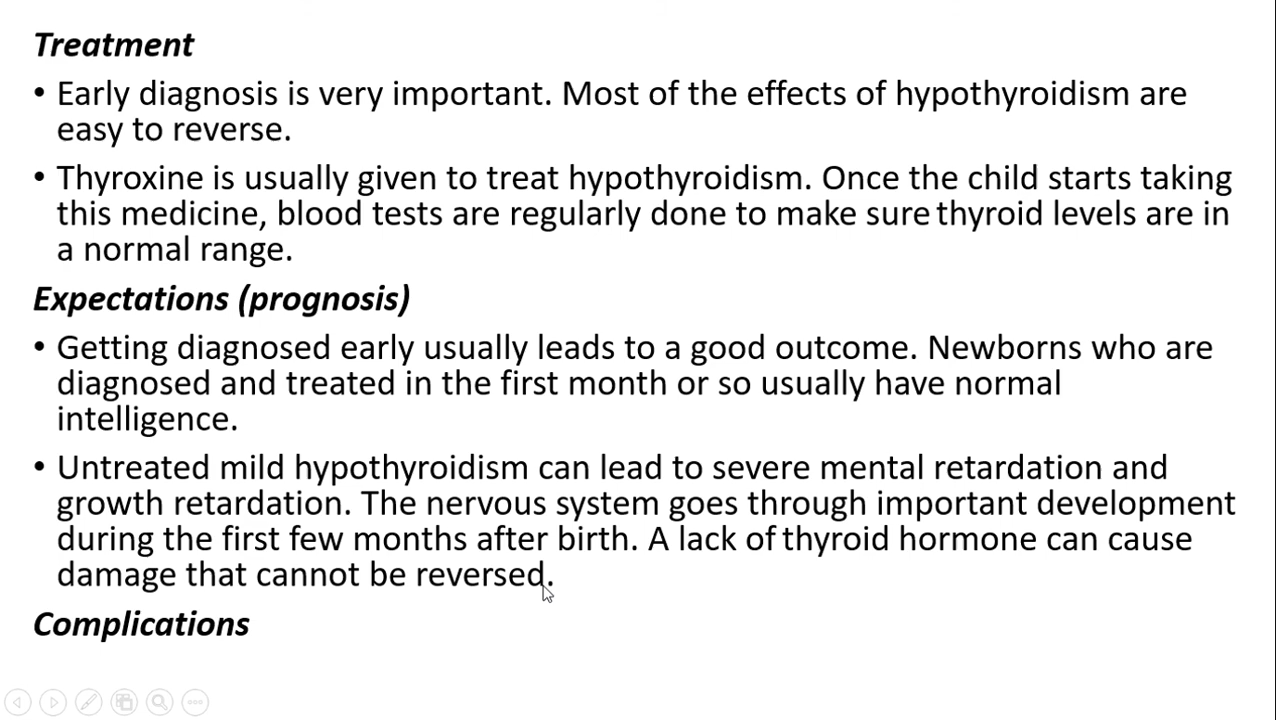 Treatment
• Early diagnosis is very important. Most of the effects of hypothyroidism are
easy to reverse.
• Thyroxine is usually given to treat hypothyroidism. Once the child starts taking
this medicine, blood tests are regularly done to make sure thyroid levels are in
a normal range.
Expectations (prognosis)
• Getting diagnosed early usually leads to a good outcome. Newborns who are
diagnosed and treated in the first month or so usually have normal
intelligence.
• Untreated mild hypothyroidism can lead to severe mental retardation and
growth retardation. The nervous system goes through important development
during the first few months after birth. A lack of thyroid hormone can cause
damage that cannot be reversed.
Complications